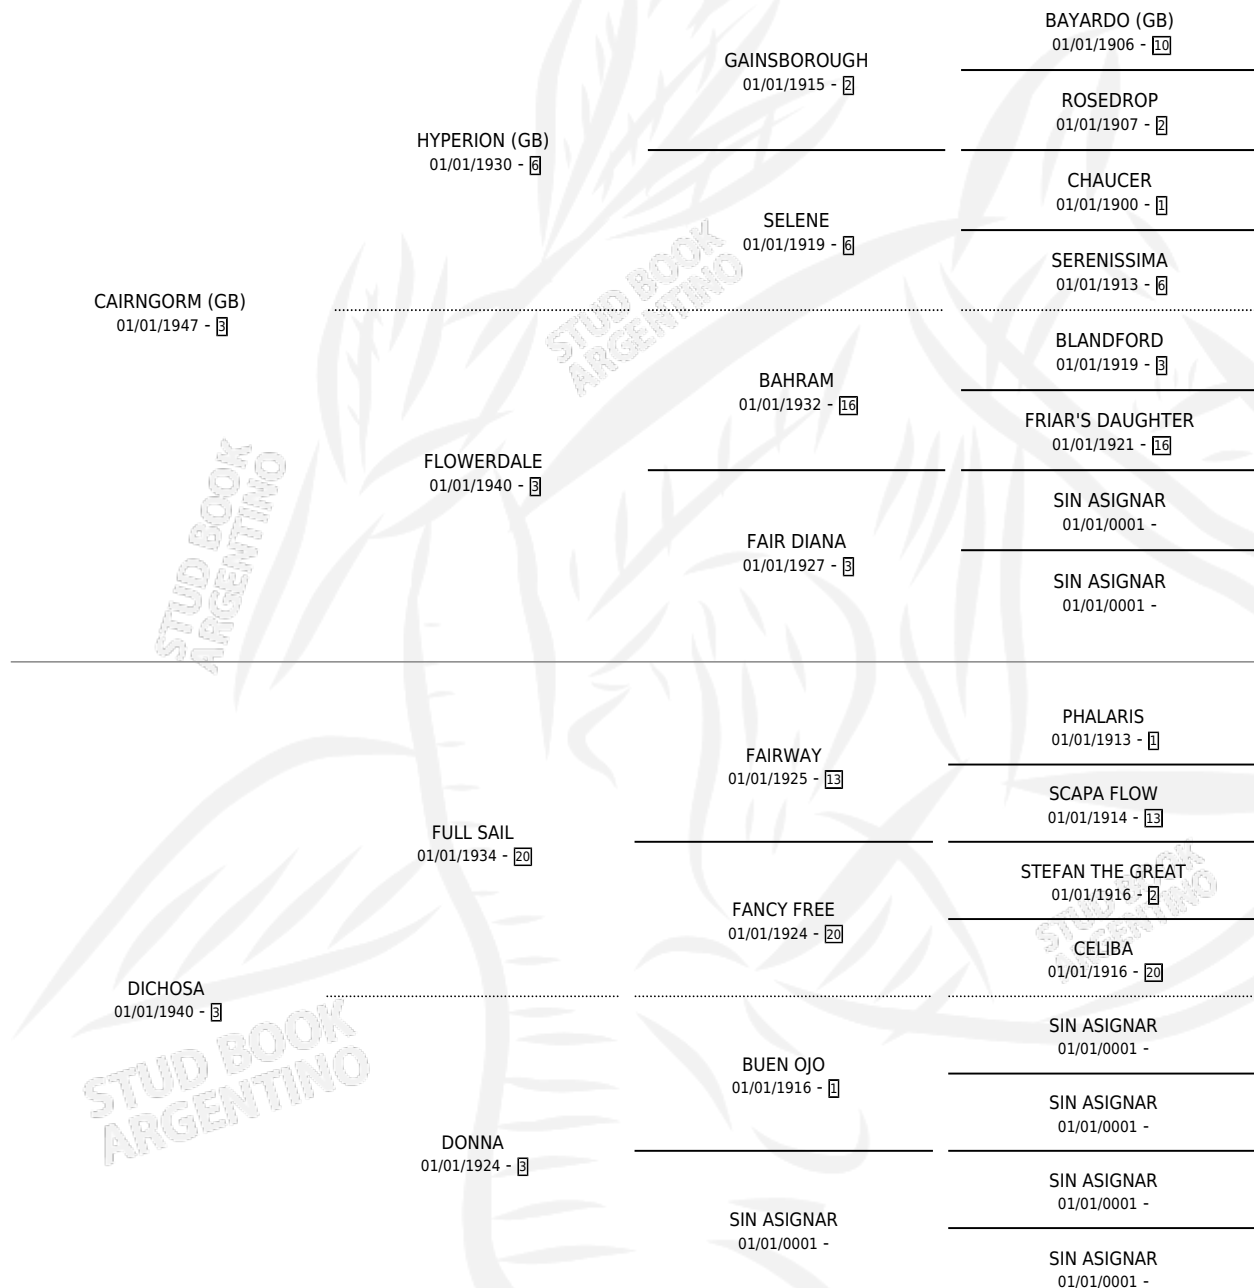 BAYARDO (GB)
01/01/1906 - 10
GAINSBOROUGH
01/01/1915 - 2
ROSEDROP
01/01/1907 - 2
HYPERION (GB)
01/01/1930 - 6
CHAUCER
01/01/1900 - 1
SELENE
01/01/1919 - 6
SERENISSIMA
01/01/1913 - 6
CAIRNGORM (GB)
01/01/1947 - 3
BLANDFORD
01/01/1919 - 3
BAHRAM
01/01/1932 - 16
FRIAR'S DAUGHTER
01/01/1921 - 16
FLOWERDALE
01/01/1940 - 3
SIN ASIGNAR
01/01/0001 -
FAIR DIANA
01/01/1927 - 3
SIN ASIGNAR
01/01/0001 -
PHALARIS
01/01/1913 - 1
FAIRWAY
01/01/1925 - 13
SCAPA FLOW
01/01/1914 - 13
FULL SAIL
01/01/1934 - 20
STEFAN THE GREAT
01/01/1916 - 2
FANCY FREE
01/01/1924 - 20
CELIBA
01/01/1916 - 20
DICHOSA
01/01/1940 - 3
SIN ASIGNAR
01/01/0001 -
BUEN OJO
01/01/1916 - 1
SIN ASIGNAR
01/01/0001 -
DONNA
01/01/1924 - 3
SIN ASIGNAR
01/01/0001 -
SIN ASIGNAR
01/01/0001 -
SIN ASIGNAR
01/01/0001 -
STUD BOOK
ARGENTINO
STUD BOOK
ARGENTINO
STUD BOOK
ARGENTINO
STUD BOOK
ARGENTINO